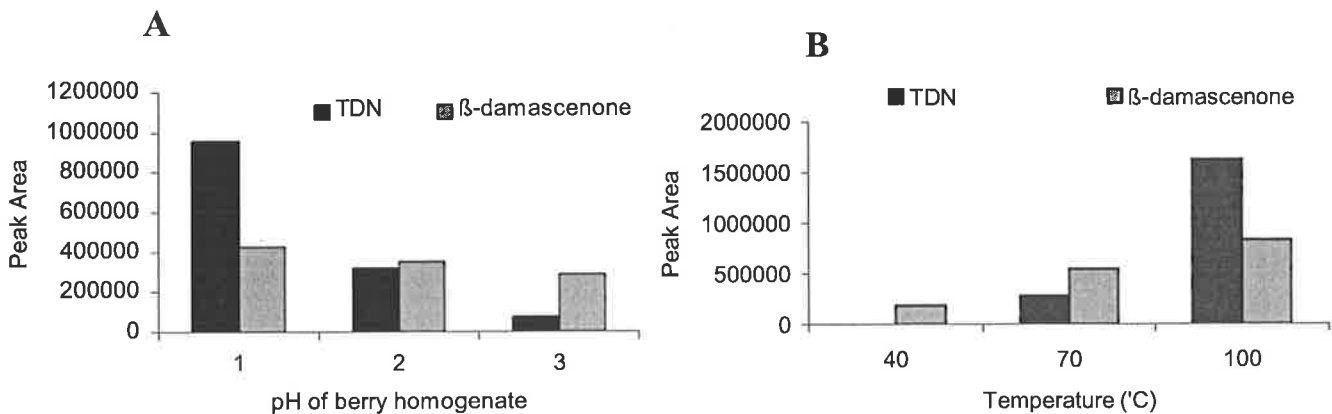 A
1200000
1000000
800000
600000
400000
200000
0
Peak Area
TDN
ß-damascenone
1 2 3
pH of berry homogenate
B
2000000
1500000
1000000
500000
0
Peak Area
TDN
ß-damascenone
40 70 100
Temperature ('C)